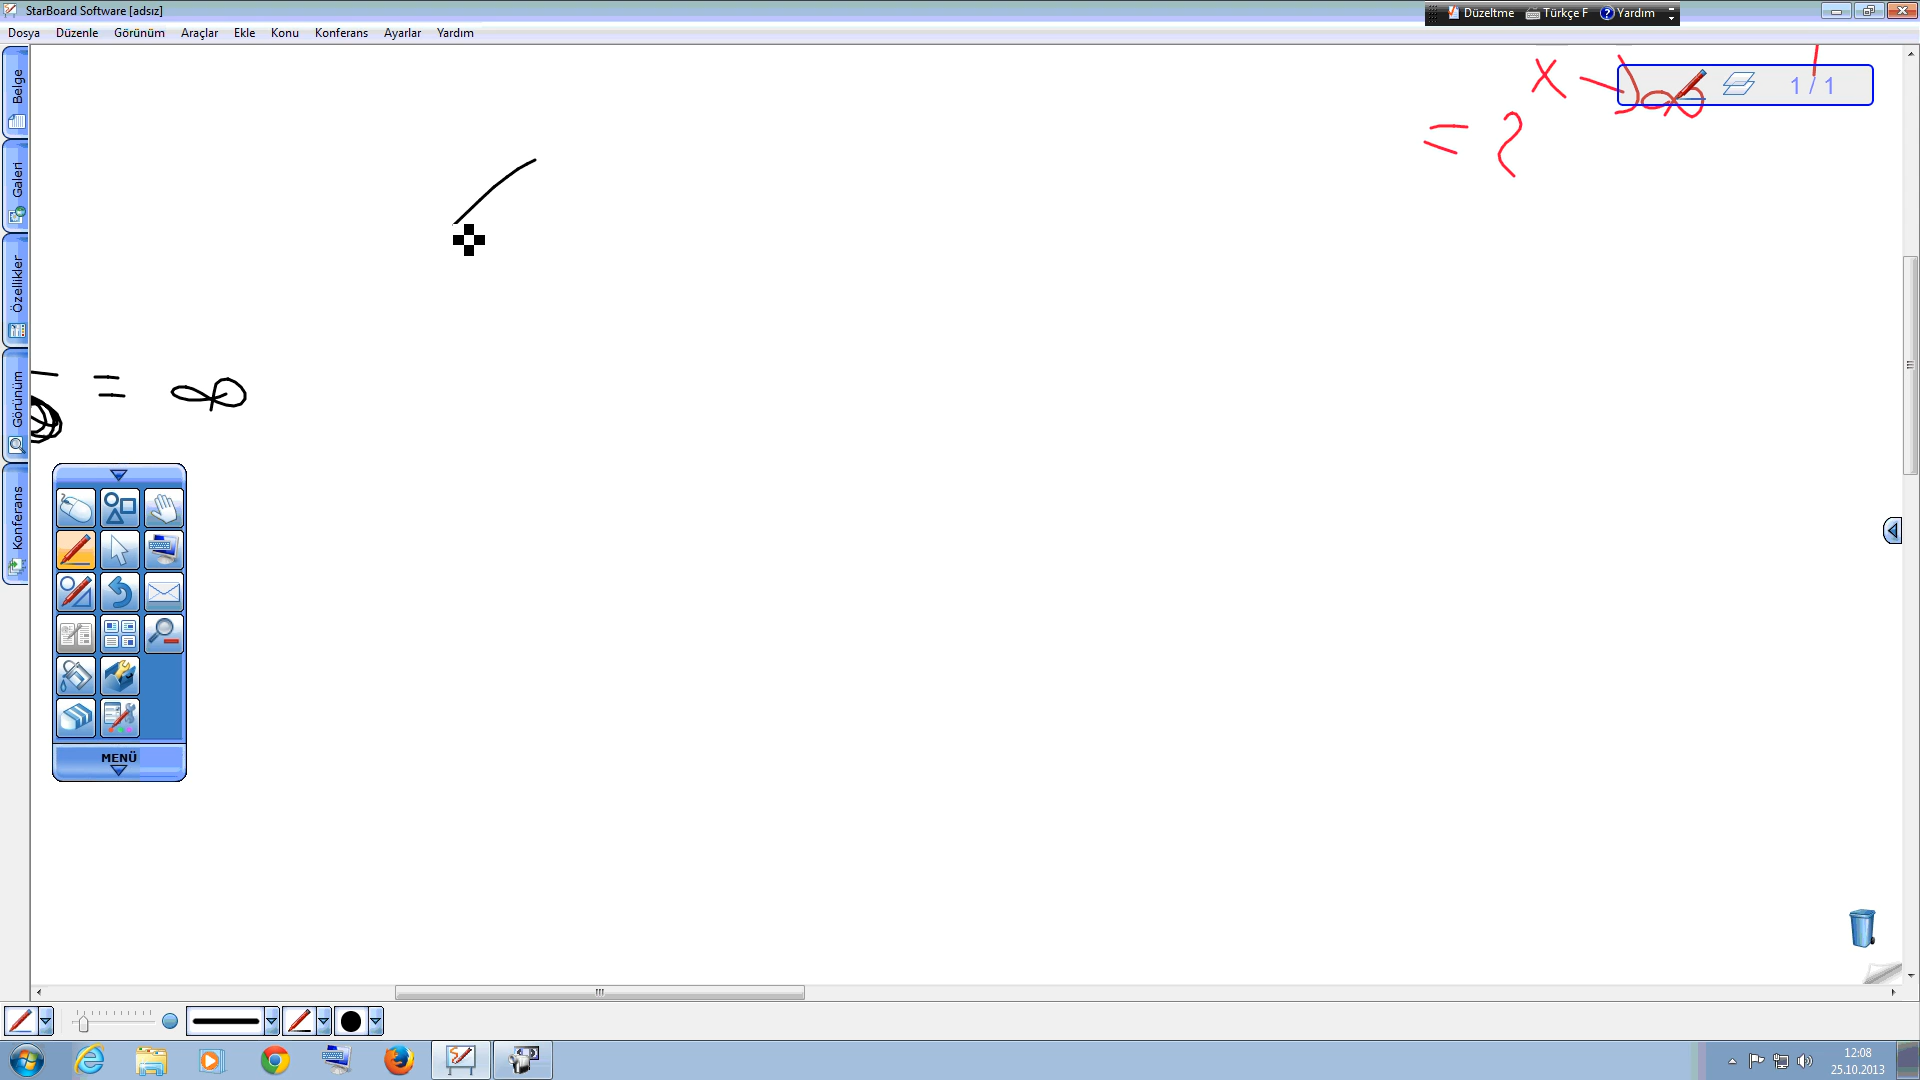 StarBoard Software [adsız]
Düzeltme Türkçe F Yardım
Dosya Düzenle Görünüm Araçlar Ekle Konu Konferans Ayarlar Yardım
Belge
Galeri
Özellikler
Görünüm
Konferans
x → ∞
1 / 1
= ?
= ∞
MENÜ
12:08
25.10.2013